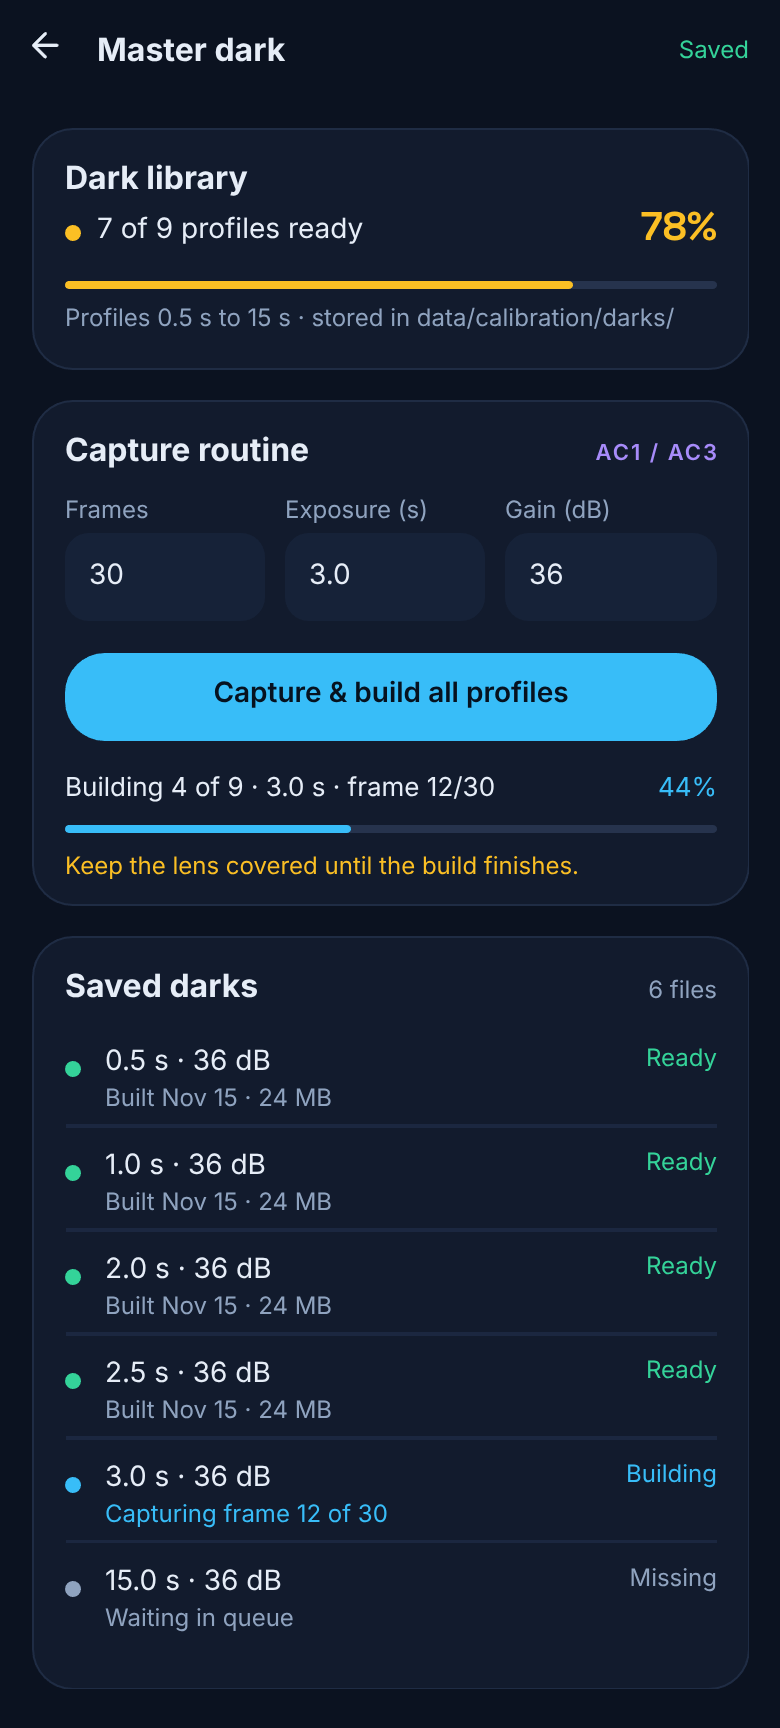 Master dark
Saved
Dark library
7 of 9 profiles ready
78%
Profiles 0.5 s to 15 s · stored in data/calibration/darks/
Capture routine
AC1 / AC3
Frames
Exposure (s)
Gain (dB)
30
3.0
36
Capture & build all profiles
Building 4 of 9 · 3.0 s · frame 12/30
44%
Keep the lens covered until the build finishes.
Saved darks
6 files
0.5 s · 36 dB
Ready
Built Nov 15 · 24 MB
1.0 s · 36 dB
Ready
Built Nov 15 · 24 MB
2.0 s · 36 dB
Ready
Built Nov 15 · 24 MB
2.5 s · 36 dB
Ready
Built Nov 15 · 24 MB
3.0 s · 36 dB
Building
Capturing frame 12 of 30
15.0 s · 36 dB
Missing
Waiting in queue